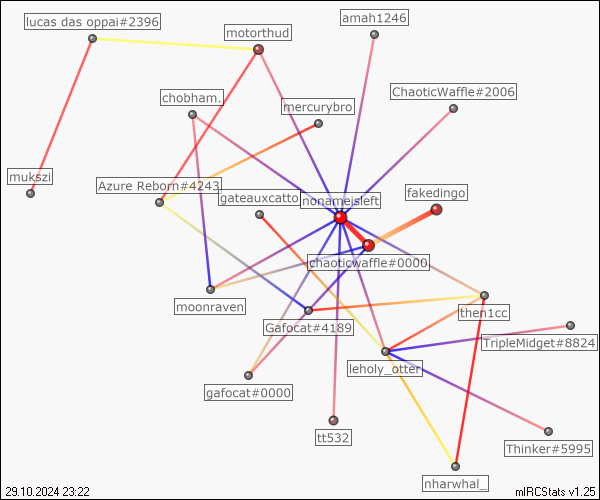 lucas das oppai#2396
amah1246
motorthud
ChaoticWaffle#2006
chobham.
mercurybro
mukszi
Azure Reborn#4243
gateauxcatto
nonameisleft
fakedingo
chaoticwaffle#0000
moonraven
then1cc
Gafocat#4189
TripleMidget#8824
leholy_otter
gafocat#0000
tt532
Thinker#5995
nharwhal_
29.10.2024 23:22
mIRCStats v1.25